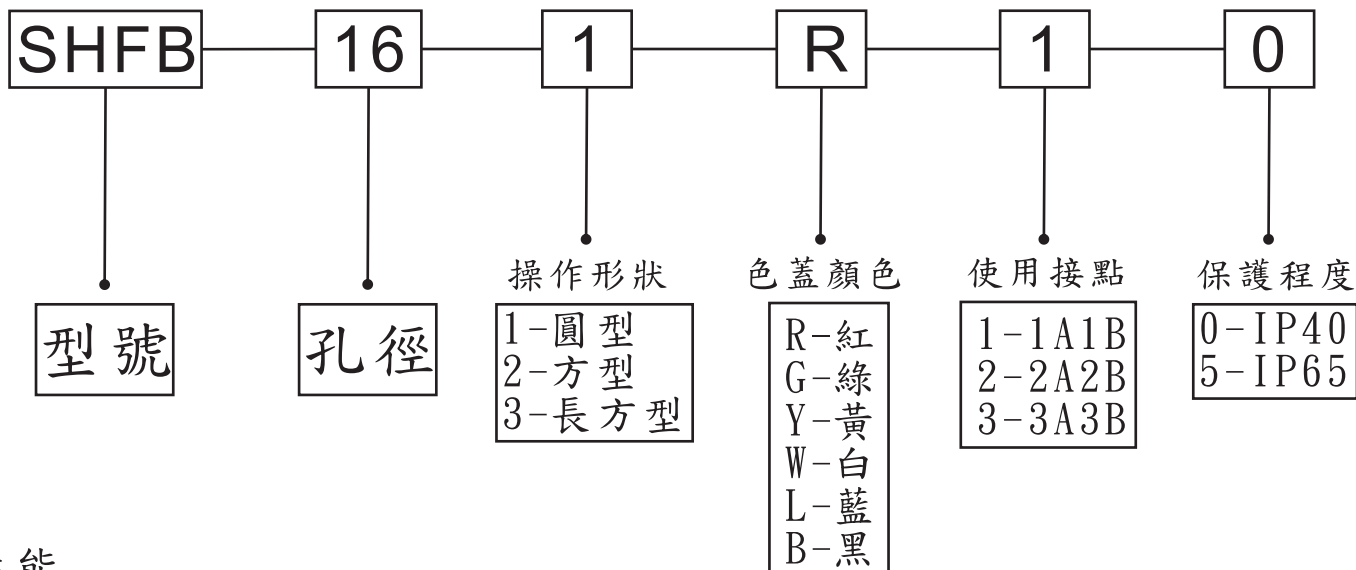 SHFB 16 1 R 1 0
型號
孔徑
操作形狀
1-圓型
2-方型
3-長方型
色蓋顏色
R-紅
G-綠
Y-黃
W-白
L-藍
B-黑
使用接點
1-1A1B
2-2A2B
3-3A3B
保護程度
0-IP40
5-IP65
能